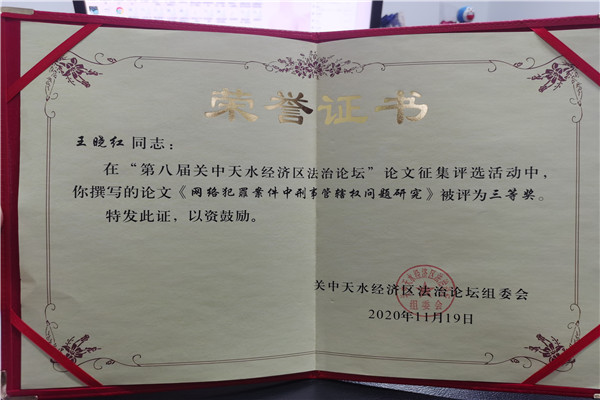 荣誉证书
王晓红同志：
在“第八届关中天水经济区法治论坛”论文征集评选活动中，
你撰写的论文《网络犯罪案件中刑事管辖权问题研究》被评为三等奖。
特发此证，以资鼓励。
关中天水经济区法治论坛组委会
2020年11月19日